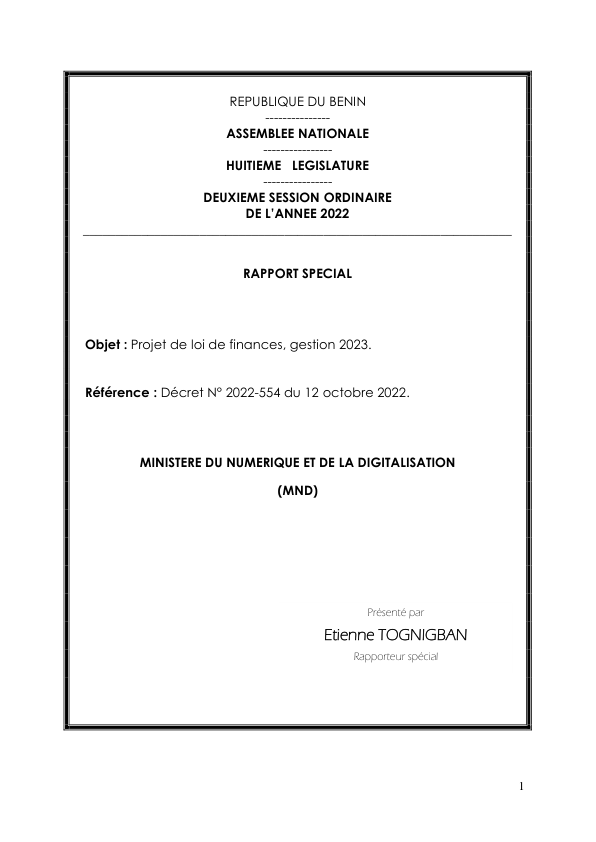 REPUBLIQUE DU BENIN
---------------
ASSEMBLEE NATIONALE
----------------
HUITIEME LEGISLATURE
----------------
DEUXIEME SESSION ORDINAIRE
DE L'ANNEE 2022
RAPPORT SPECIAL
Objet : Projet de loi de finances, gestion 2023.
Référence : Décret N° 2022-554 du 12 octobre 2022.
MINISTERE DU NUMERIQUE ET DE LA DIGITALISATION
(MND)
Présenté par
Etienne TOGNIGBAN
Rapporteur spécial
1